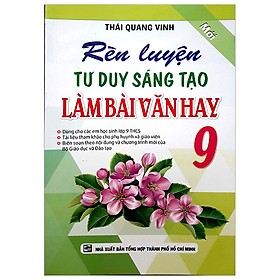 THÁI QUANG VINH
Mới
Rèn luyện
TƯ DUY SÁNG TẠO
LÀM BÀI VĂN HAY
9
Dùng cho các em học sinh lớp 9 THCS
Tài liệu tham khảo cho phụ huynh và giáo viên
Biên soạn theo nội dung và chương trình mới của
Bộ Giáo dục và Đào tạo
NHÀ XUẤT BẢN TỔNG HỢP THÀNH PHỐ HỒ CHÍ MINH